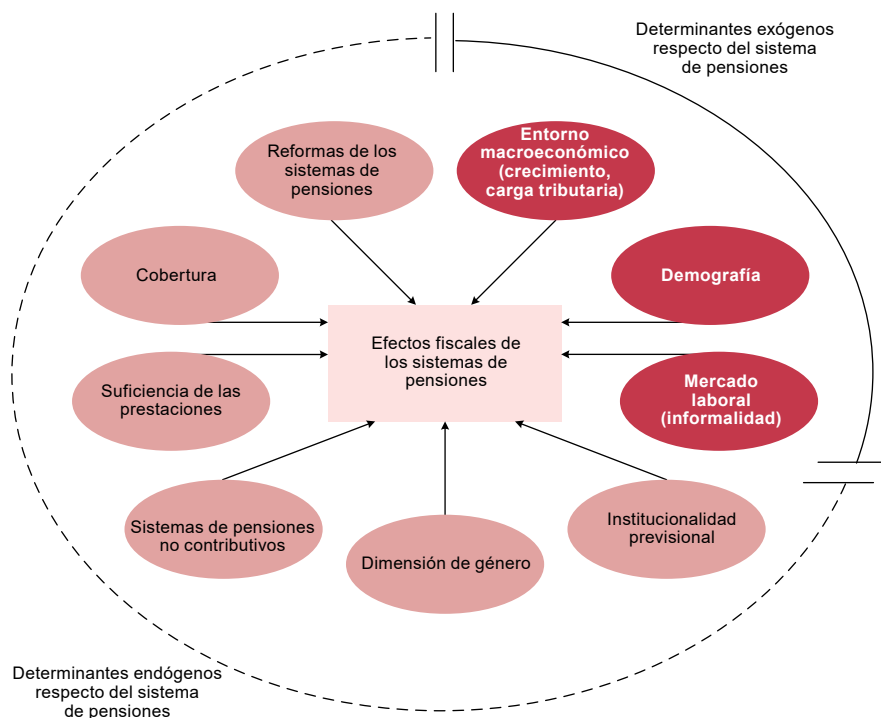 Determinantes exógenos
respecto del sistema
de pensiones
Reformas de los
sistemas de
pensiones
Entorno
macroeconómico
(crecimiento,
carga tributaria)
Cobertura
Demografía
Efectos fiscales de
los sistemas de
pensiones
Suficiencia de las
prestaciones
Mercado
laboral
(informalidad)
Sistemas de pensiones
no contributivos
Dimensión de género
Institucionalidad
previsional
Determinantes endógenos
respecto del sistema
de pensiones